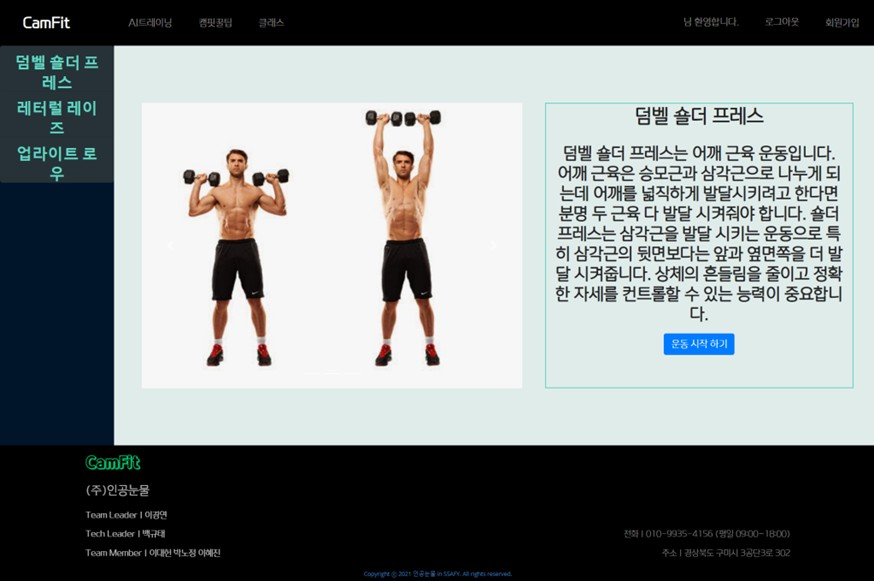 CamFit AI트레이닝 캠핏꿀팁 클래스 님 환영합니다. 로그아웃 회원가입
덤벨 숄더 프
레스
레터럴 레이
즈
업라이트 로
우
덤벨 숄더 프레스
덤벨 숄더 프레스는 어깨 근육 운동입니다.
어깨 근육은 승모근과 삼각근으로 나누게 되
는데 어깨를 넓직하게 발달시키려고 한다면
분명 두 근육 다 발달 시켜줘야 합니다. 숄더
프레스는 삼각근을 발달 시키는 운동으로 특
히 삼각근의 뒷면보다는 앞과 옆면쪽을 더 발
달 시켜줍니다. 상체의 흔들림을 줄이고 정확
한 자세를 컨트롤할 수 있는 능력이 중요합니
다.
운동 시작 하기
CamFit
(주)인공눈물
Team Leader | 이강연
Tech Leader | 백규태
Team Member | 이대헌 박노정 이혜진
전화 | 010-9935-4156 (평일 09:00~18:00)
주소 | 경상북도 구미시 3공단3로 302
Copyright ⓒ 2021 인공눈물 in SSAFY. All rights reserved.